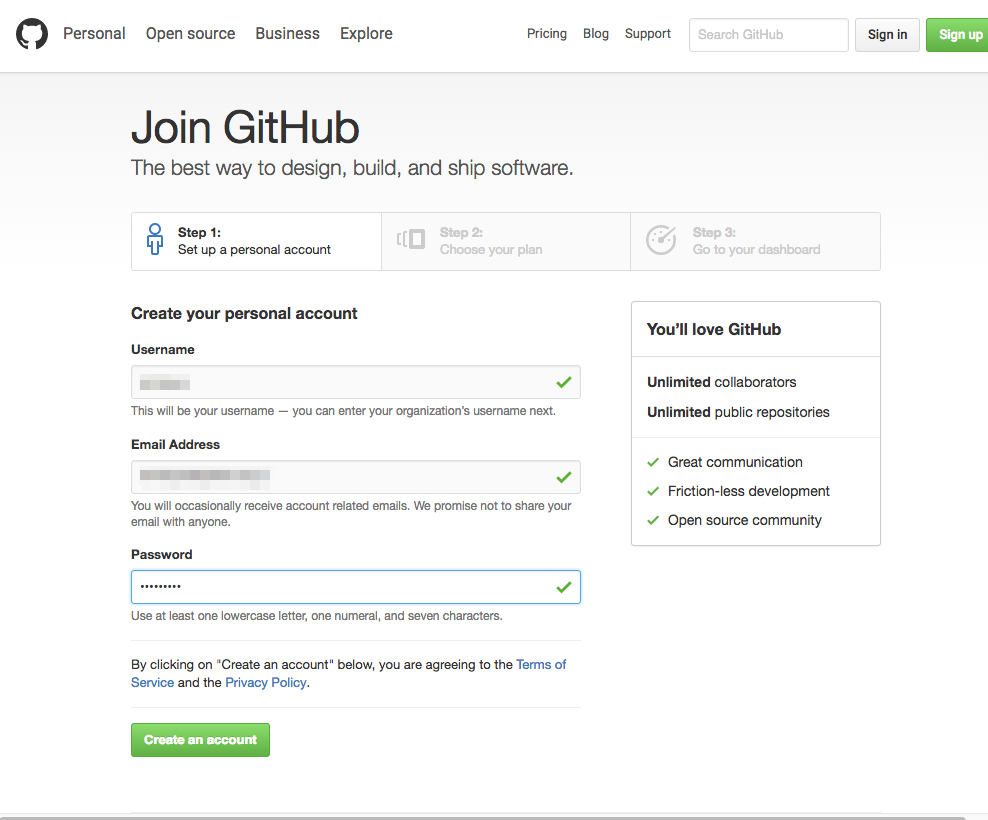 Personal Open source Business Explore Pricing Blog Support Search GitHub Sign in Sign up
Join GitHub
The best way to design, build, and ship software.
Step 1:
Set up a personal account
Step 2:
Choose your plan
Step 3:
Go to your dashboard
Create your personal account
Username
This will be your username — you can enter your organization's username next.
Email Address
You will occasionally receive account related emails. We promise not to share your
email with anyone.
Password
•••••••••
Use at least one lowercase letter, one numeral, and seven characters.
By clicking on "Create an account" below, you are agreeing to the Terms of
Service and the Privacy Policy.
Create an account
You'll love GitHub
Unlimited collaborators
Unlimited public repositories
Great communication
Friction-less development
Open source community